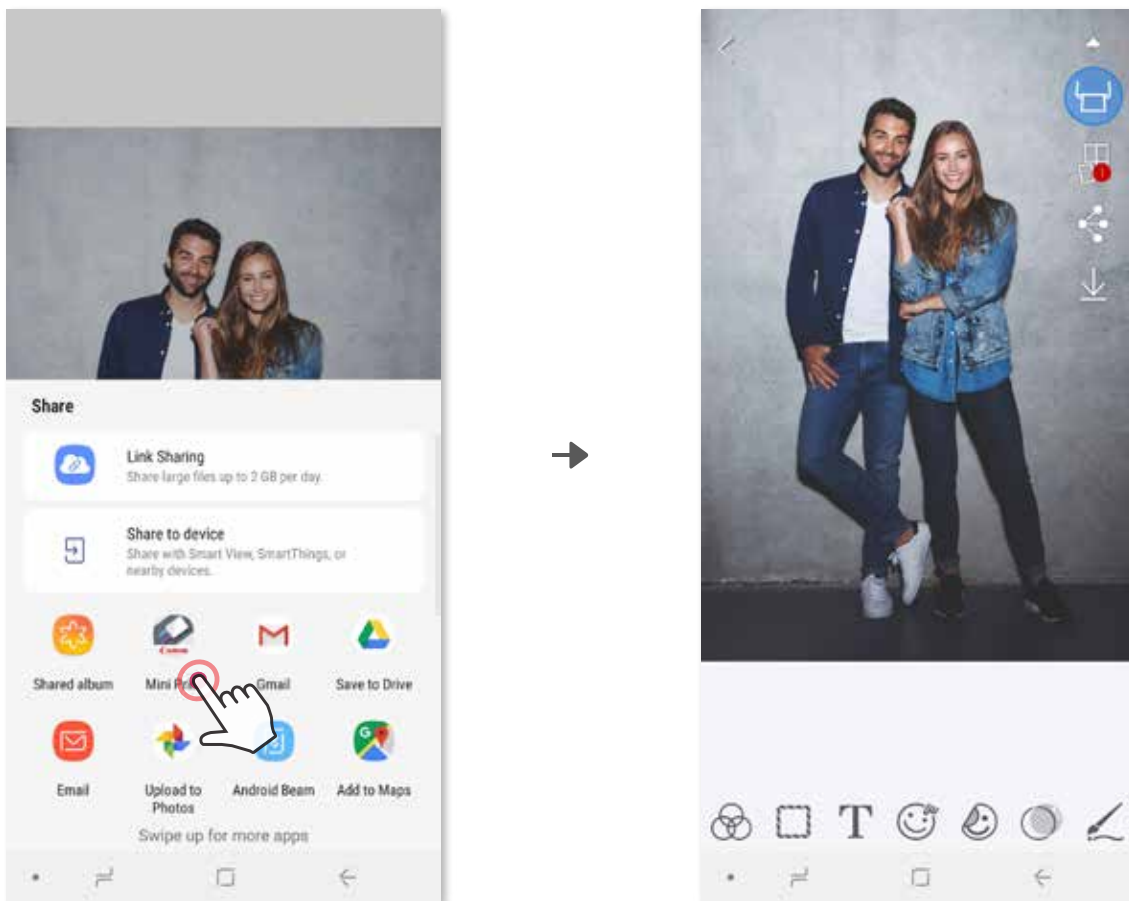 Share
Link Sharing
Share large files up to 2 GB per day.
Share to device
Share with Smart View, SmartThings, or
nearby devices.
Canon
Shared album
Mini
Gmail
Save to Drive
G
Email
Upload to
Photos
Android Beam
Add to Maps
Swipe up for more apps
T